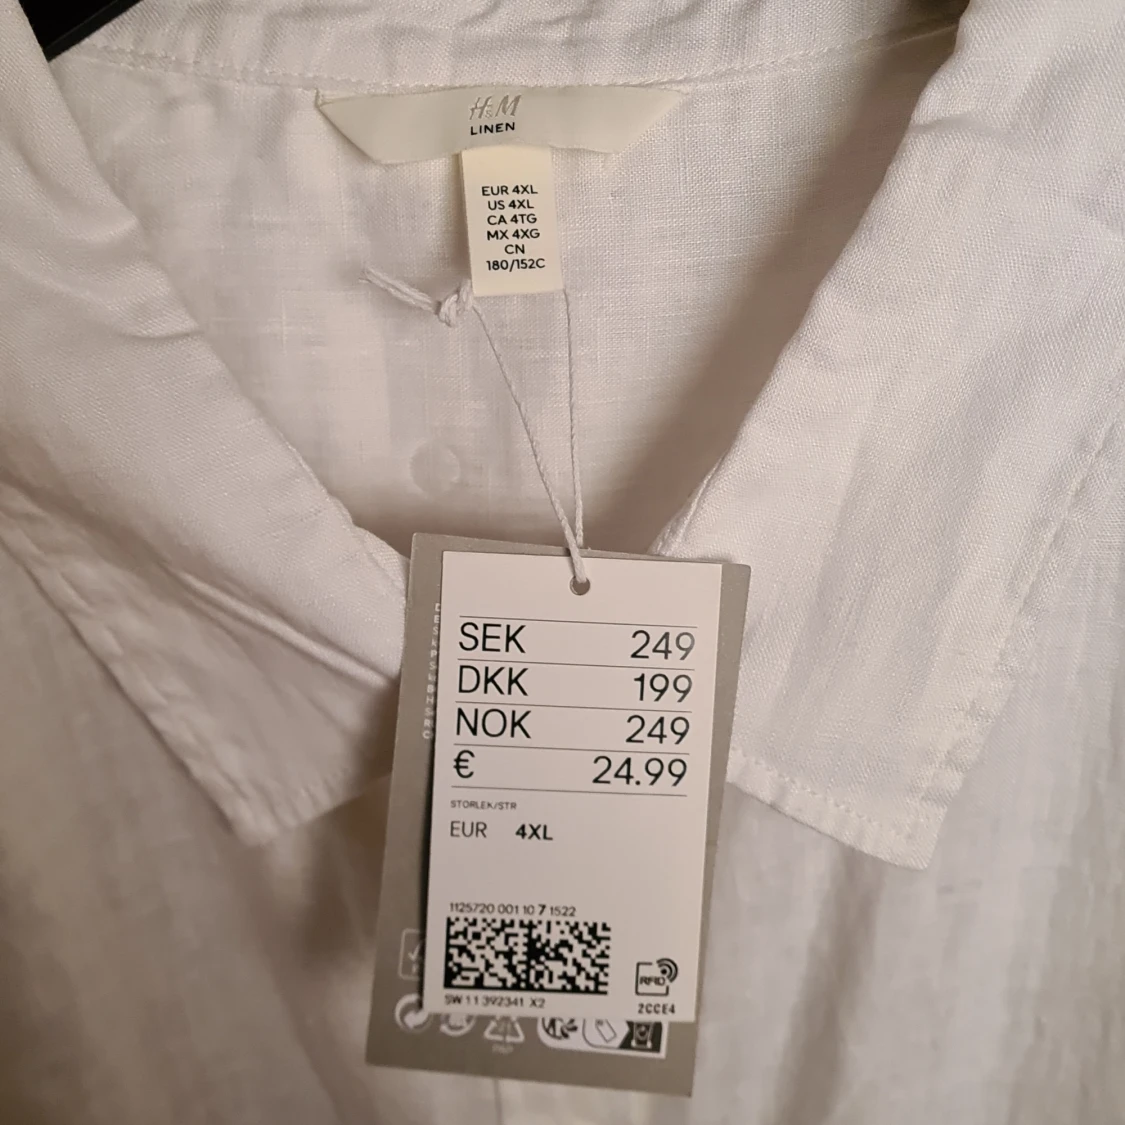 H&M
LINEN
EUR 4XL
US 4XL
CA 4TG
MX 4XG
CN
180/152C
SEK 249
DKK 199
NOK 249
€ 24.99
STORLEK/STR
EUR 4XL
1125720 001 10 7 1522
SW 11 392341 X2
RFID
2CCE4